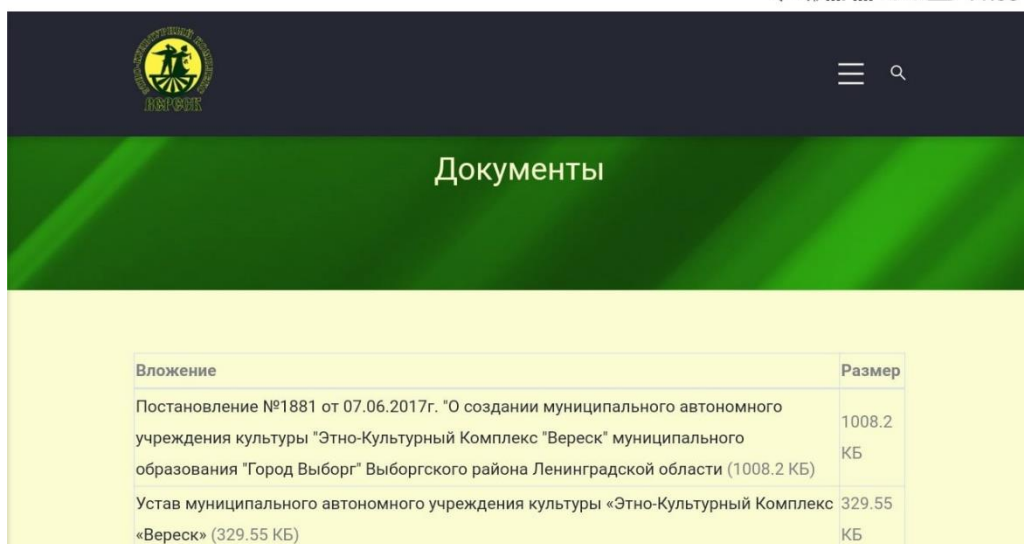 ВЕРЕСК
Документы
Вложение Размер
Постановление №1881 от 07.06.2017г. "О создании муниципального автономного
учреждения культуры "Этно-Культурный Комплекс "Вереск" муниципального
образования "Город Выборг" Выборгского района Ленинградской области (1008.2 КБ)
1008.2
КБ
Устав муниципального автономного учреждения культуры «Этно-Культурный Комплекс
«Вереск» (329.55 КБ)
329.55
КБ